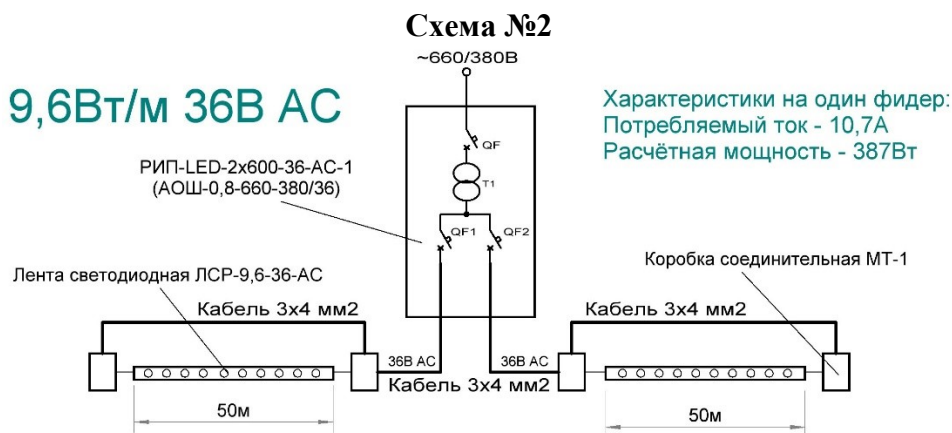 Схема №2
~660/380В
9,6Вт/м 36В АС
Характеристики на один фидер:
Потребляемый ток - 10,7А
Расчётная мощность - 387Вт
QF
РИП-LED-2x600-36-АС-1
(АОШ-0,8-660-380/36)
T1
QF1
QF2
Лента светодиодная ЛСР-9,6-36-АС
Коробка соединительная МТ-1
Кабель 3х4 мм2
Кабель 3х4 мм2
36В АС
36В АС
Кабель 3х4 мм2
50м
50м